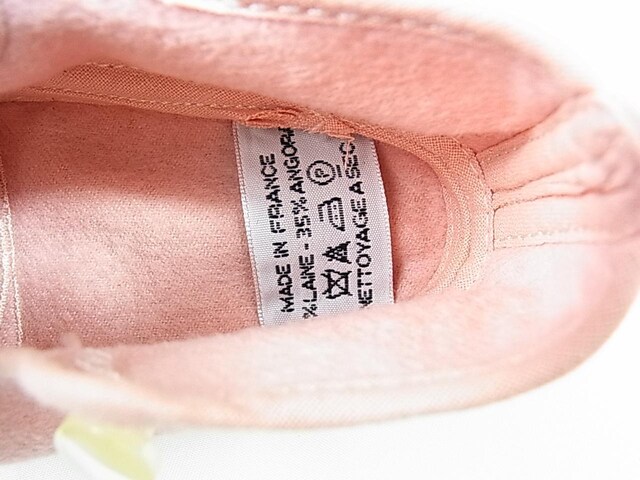 MADE IN FRANCE
% LAINE - 35% ANGORA
P
NETTOYAGE A SEC